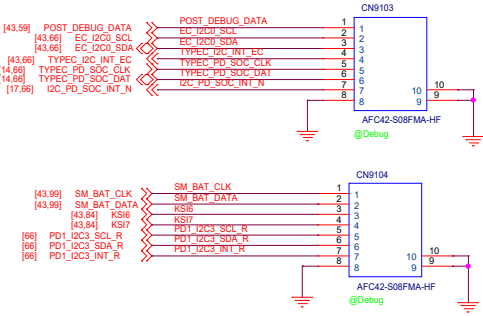 CN9103
[43,59] POST_DEBUG_DATA POST_DEBUG_DATA 1 1
[43,66] EC_I2C0_SCL EC_I2C0_SCL 2 2
[43,66] EC_I2C0_SDA EC_I2C0_SDA 3 3
[43,66] TYPEC_I2C_INT_EC TYPEC_I2C_INT_EC 4 4
[14,66] TYPEC_PD_SOC_CLK TYPEC_PD_SOC_CLK 5 5
[14,66] TYPEC_PD_SOC_DAT TYPEC_PD_SOC_DAT 6 6
[17,66] I2C_PD_SOC_INT_N I2C_PD_SOC_INT_N 7 7 10 10
8 8 9 9
AFC42-S08FMA-HF
@Debug
CN9104
[43,99] SM_BAT_CLK SM_BAT_CLK 1 1
[43,99] SM_BAT_DATA SM_BAT_DATA 2 2
[43,84] KSI6 KSI6 3 3
[43,84] KSI7 KSI7 4 4
[66] PD1_I2C3_SCL_R PD1_I2C3_SCL_R 5 5
[66] PD1_I2C3_SDA_R PD1_I2C3_SDA_R 6 6
[66] PD1_I2C3_INT_R PD1_I2C3_INT_R 7 7 10 10
8 8 9 9
AFC42-S08FMA-HF
@Debug